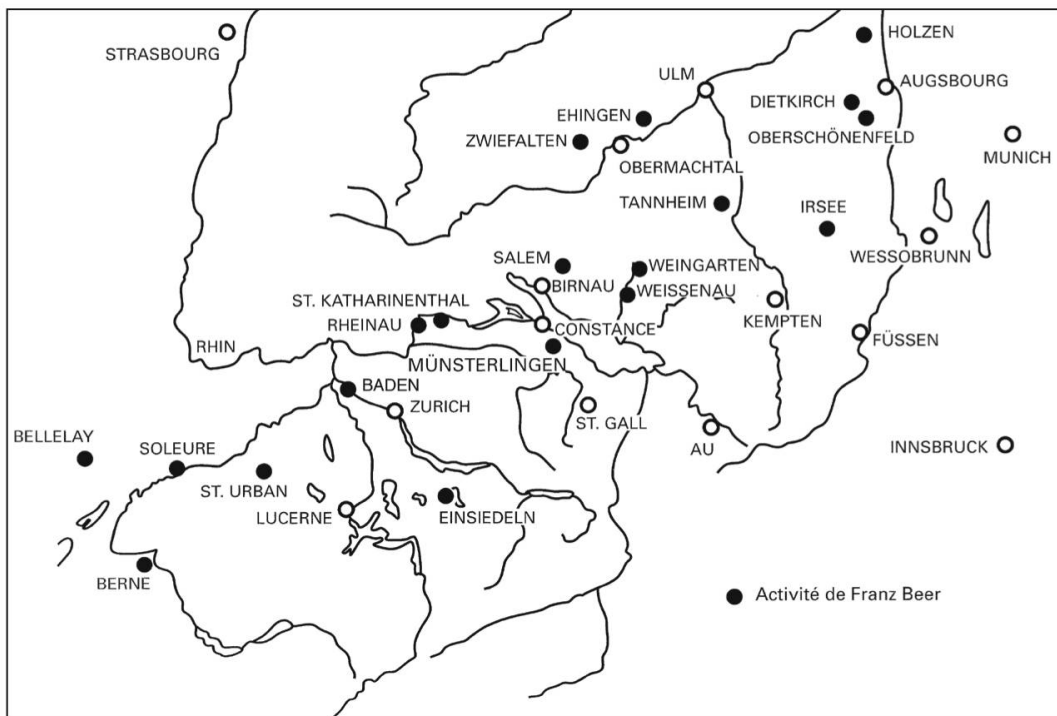 HOLZEN
STRASBOURG
ULM
AUGSBOURG
DIETKIRCH
EHINGEN
OBERSCHÖNENFELD
ZWIEFALTEN
MUNICH
OBERMACHTAL
TANNHEIM
IRSEE
SALEM
WEINGARTEN
WESSOBRUNN
BIRNAU
WEISSENAU
ST. KATHARINENTHAL
RHEINAU
CONSTANCE
KEMPTEN
FÜSSEN
RHIN
MÜNSTERLINGEN
BADEN
ZURICH
ST. GALL
BELLELAY
SOLEURE
AU
INNSBRUCK
ST. URBAN
LUCERNE
EINSIEDELN
BERNE
Activité de Franz Beer